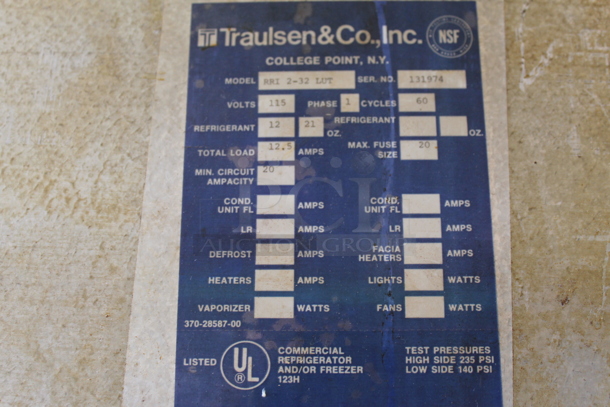 Traulsen&Co.,Inc. NSF
COLLEGE POINT, N.Y.
MODEL RRI 2-32 LUT SER. NO. 131974
VOLTS 115 PHASE 1 CYCLES 60
REFRIGERANT 12 21 OZ. REFRIGERANT OZ.
TOTAL LOAD 12.5 AMPS MAX. FUSE SIZE 20
MIN. CIRCUIT AMPACITY 20
COND. UNIT FL AMPS COND. UNIT FL AMPS
LR AMPS LR AMPS
DEFROST AMPS FACIA HEATERS AMPS
HEATERS AMPS LIGHTS WATTS
VAPORIZER WATTS FANS WATTS
370-28587-00
LISTED UL ® COMMERCIAL REFRIGERATOR AND/OR FREEZER 123H
TEST PRESSURES
HIGH SIDE 235 PSI
LOW SIDE 140 PSI
PCI
AUCTION GROUP